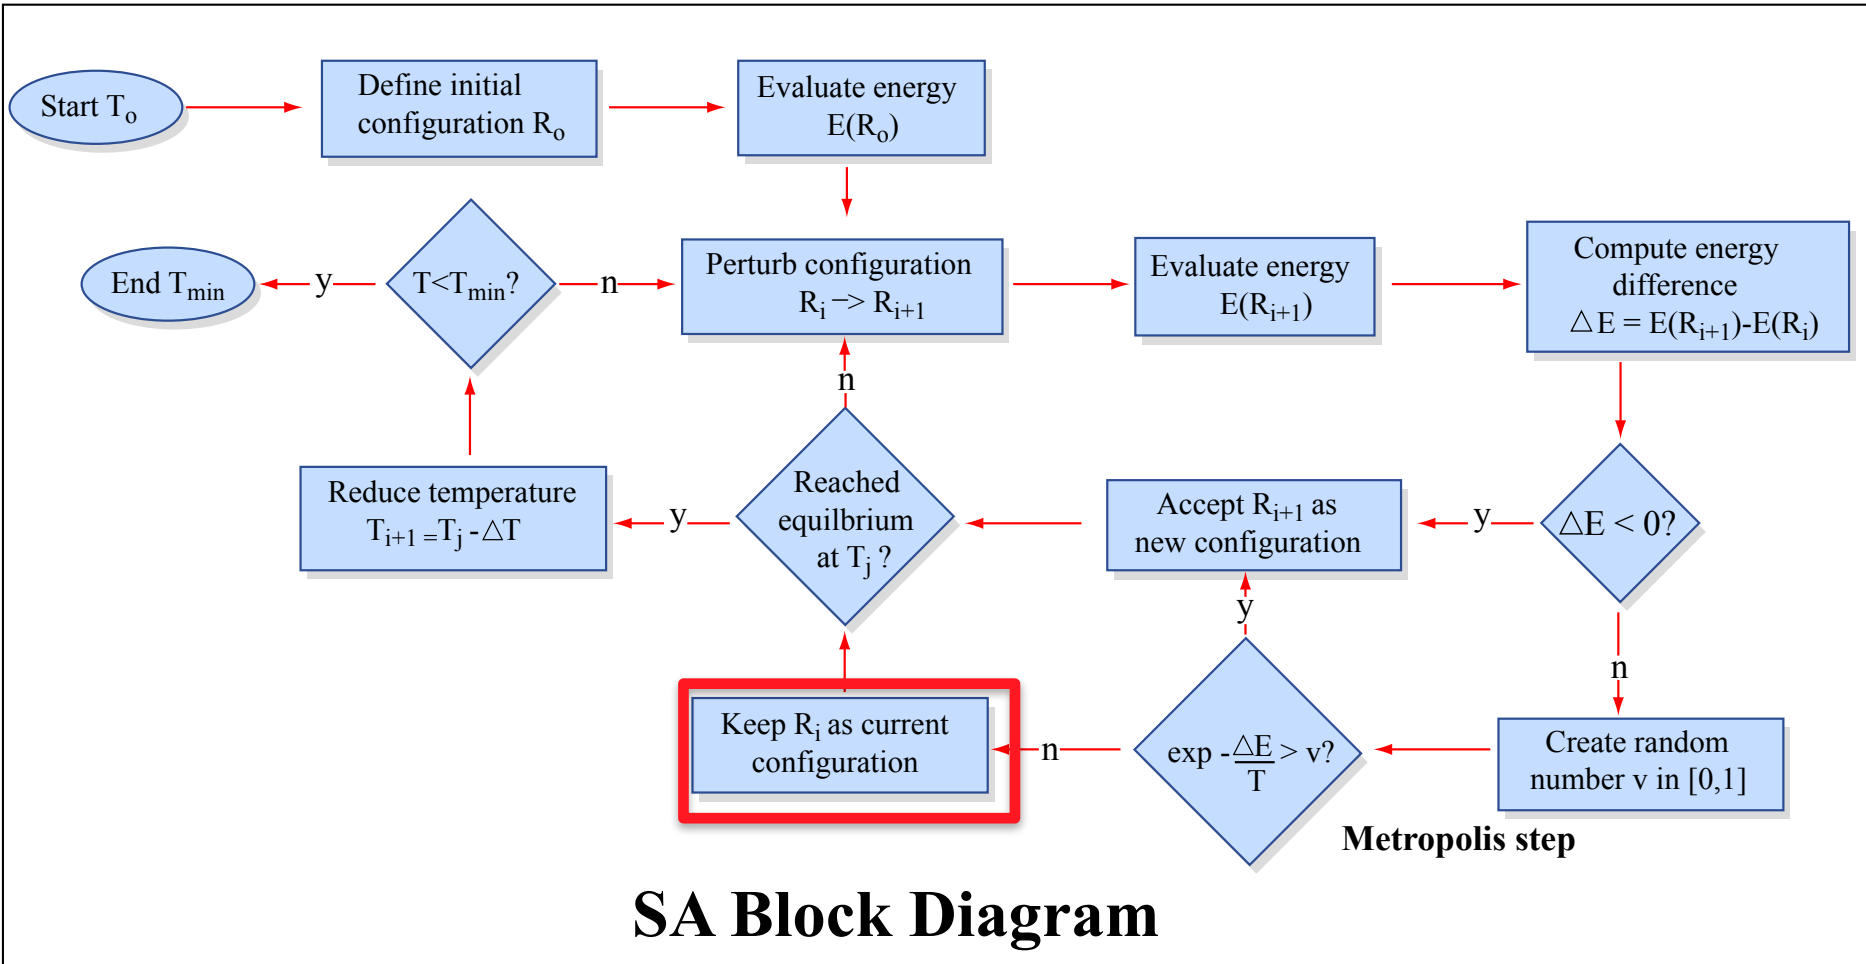 Start Tₒ
Define initial
configuration Rₒ
Evaluate energy
E(Rₒ)
End Tmin
y
T<Tmin?
n
Perturb configuration
Rᵢ –> Rᵢ₊₁
Evaluate energy
E(Rᵢ₊₁)
Compute energy
difference
△E = E(Rᵢ₊₁)-E(Rᵢ)
n
Reduce temperature
Tᵢ₊₁ = Tⱼ - △T
y
Reached
equilbrium
at Tⱼ ?
Accept Rᵢ₊₁ as
new configuration
y
△E < 0?
y
n
Keep Rᵢ as current
configuration
n
exp - △E/T > v?
Create random
number v in [0,1]
Metropolis step
SA Block Diagram